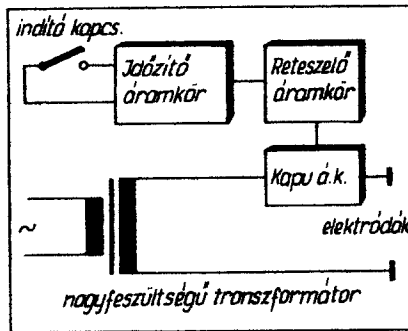 indító kapcs.
Időzítő
áramkör
Reteszelő
áramkör
Kapu á.k.
~
elektródák
nagyfeszültségű transzformátor